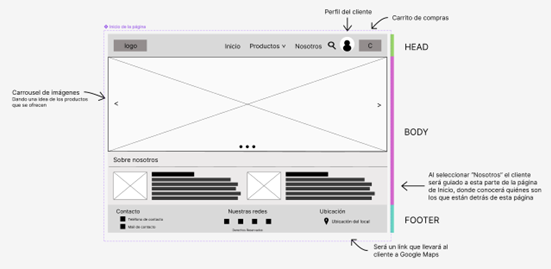 Perfil del cliente
Carrito de compras
Inicio de la página
logo
Inicio
Productos
Nosotros
C
HEAD
Carrousel de imágenes
Dando una idea de los productos
que se ofrecen
<
>
BODY
Sobre nosotros
Al seleccionar "Nosotros" el cliente
será guiado a esta parte de la página
de Inicio, donde conocerá quiénes son
los que están detrás de esta página
Contacto
Teléfono de contacto
Mail de contacto
Nuestras redes
Derechos Reservados
Ubicación
Ubicación del local
FOOTER
Será un link que llevará al
cliente a Google Maps